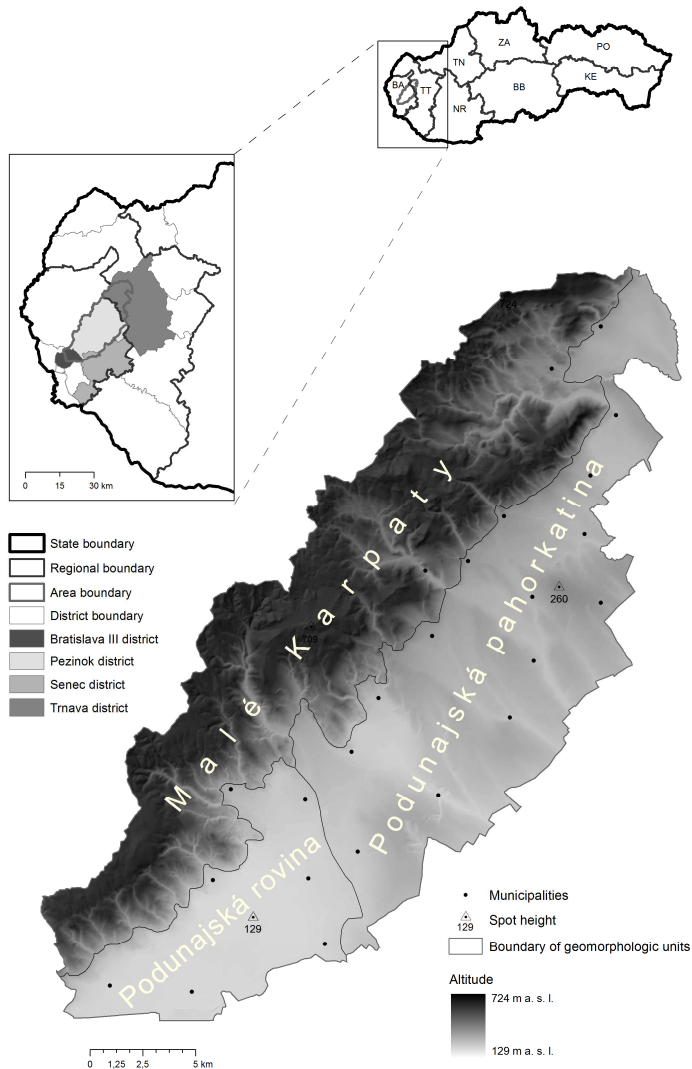 ZA
PO
TN
KE
BA
TT
BB
NR
0 15 30 km
724
State boundary
Regional boundary
Area boundary
District boundary
Bratislava III district
Pezinok district
Senec district
Trnava district
Malé Karpaty
709
Podunajská pahorkatina
260
Podunajská rovina
129
Municipalities
129 Spot height
Boundary of geomorphologic units
Altitude
724 m a. s. l.
129 m a. s. l.
0 1,25 2,5 5 km